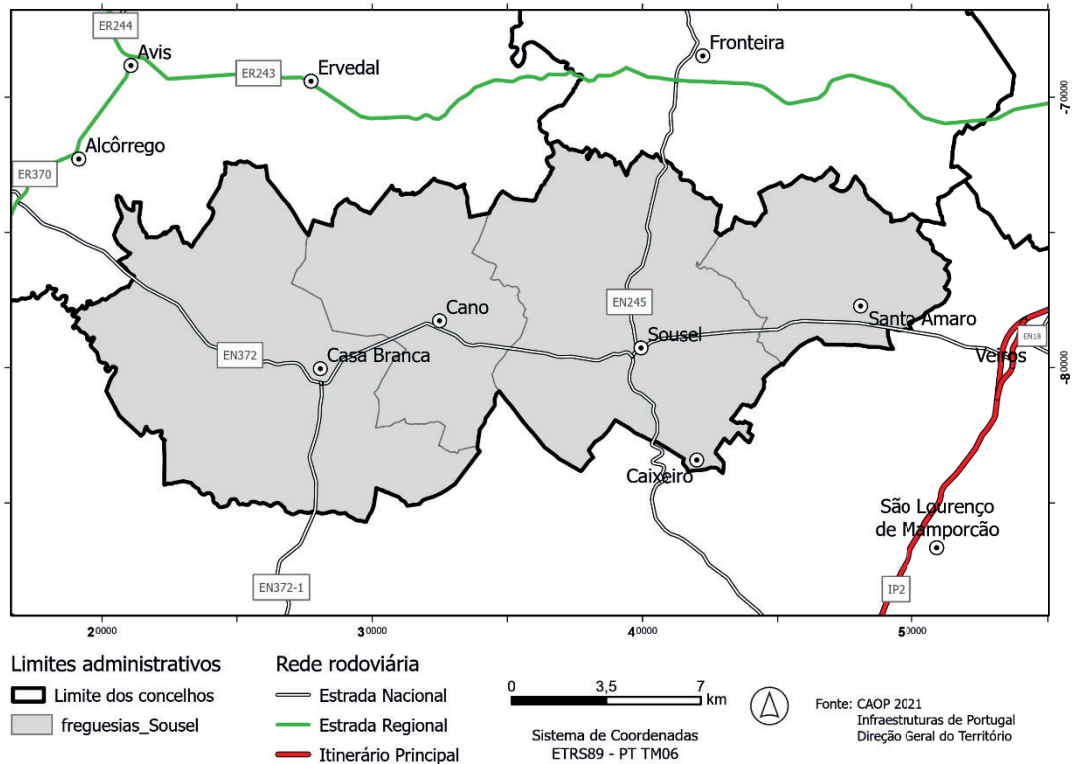 ER244
Avis
Fronteira
ER243
Ervedal
-70000
Alcôrrego
ER370
Cano
EN245
Santo Amaro
Sousel
EN18
EN372
Casa Branca
Veiros
-80000
Caixeiro
São Lourenço
de Mamporcão
EN372-1
IP2
20000
30000
40000
50000
Limites administrativos
Limite dos concelhos
freguesias_Sousel
Rede rodoviária
Estrada Nacional
Estrada Regional
Itinerário Principal
0 3,5 7
km
Sistema de Coordenadas
ETRS89 - PT TM06
Fonte: CAOP 2021
Infraestruturas de Portugal
Direção Geral do Território